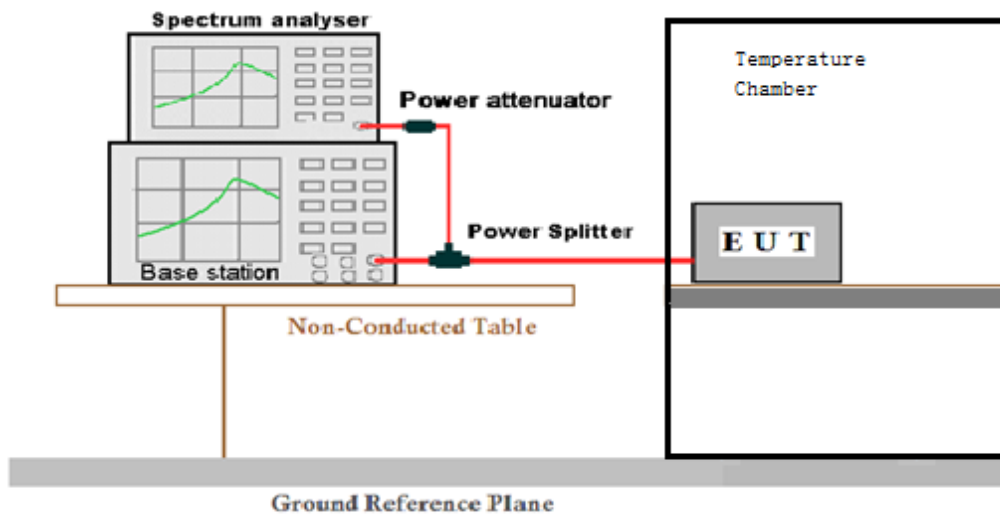 Spectrum analyser
Temperature
Chamber
Power attenuator
Power Splitter
E U T
Base station
Non-Conducted Table
Ground Reference Plane